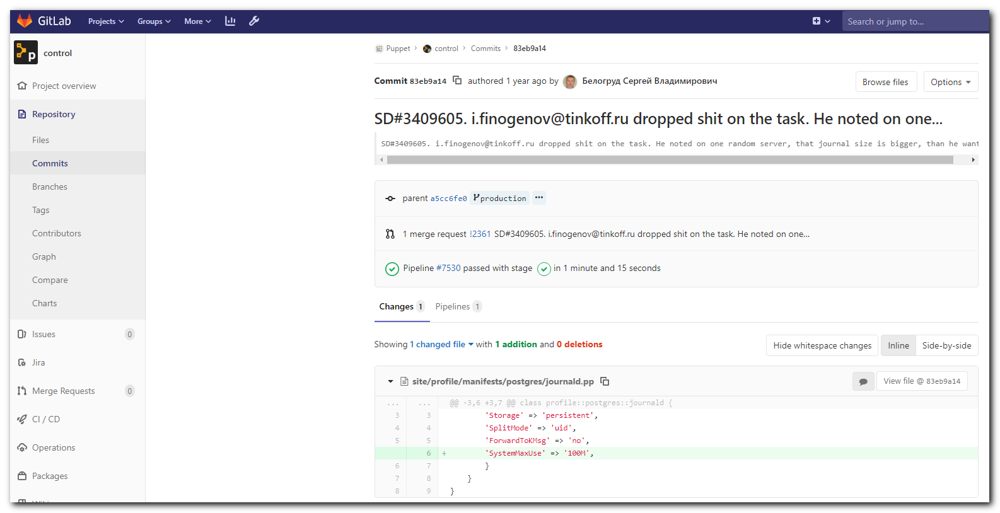 GitLab Projects Groups More Search or jump to...
control
Project overview
Repository
Files
Commits
Branches
Tags
Contributors
Graph
Compare
Charts
Issues 0
Jira
Merge Requests 0
CI / CD
Operations
Packages
Puppet > control > Commits > 83eb9a14
Commit 83eb9a14 authored 1 year ago by Белогруд Сергей Владимирович Browse files Options
SD#3409605. i.finogenov@tinkoff.ru dropped shit on the task. He noted on one...
SD#3409605. i.finogenov@tinkoff.ru dropped shit on the task. He noted on one random server, that journal size is bigger, than he want
parent a5cc6fe0 production ...
1 merge request !2361 SD#3409605. i.finogenov@tinkoff.ru dropped shit on the task. He noted on one...
Pipeline #7530 passed with stage in 1 minute and 15 seconds
Changes 1 Pipelines 1
Showing 1 changed file with 1 addition and 0 deletions Hide whitespace changes Inline Side-by-side
site/profile/manifests/postgres/journald.pp View file @ 83eb9a14
... ... @@ -3,6 +3,7 @@ class profile::postgres::journald {
3 3 'Storage' => 'persistent',
4 4 'SplitMode' => 'uid',
5 5 'ForwardToKMsg' => 'no',
6 + 'SystemMaxUse' => '100M',
6 7 }
7 8 }
8 9 }